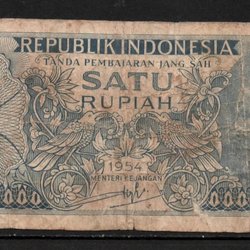 REPUBLIK INDONESIA
TANDA PEMBAJARAN JANG SAH
SATU
RUPIAH
1954
MENTERI KEUANGAN